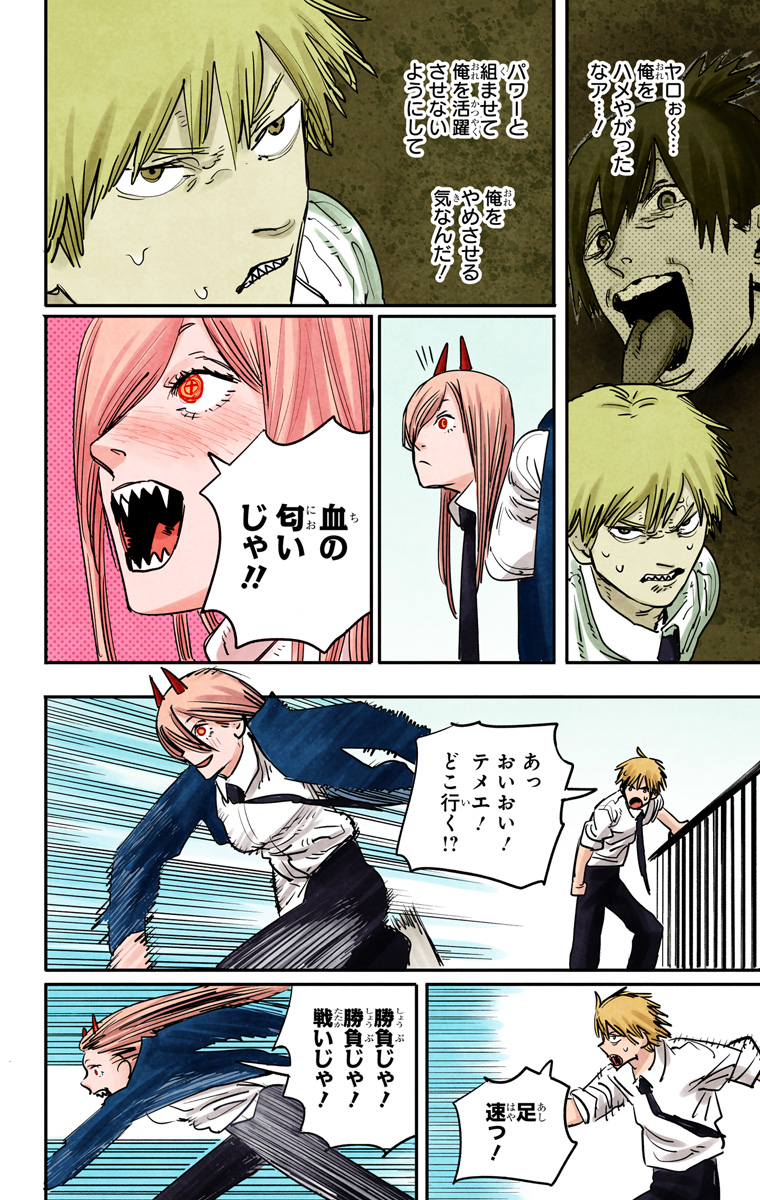 ヤロぉ〜……
俺を
ハメやがった
なァ…！
パワーと
組ませて
俺を活躍
させない
ようにして
俺を
やめさせる
気なんだ！
血の
匂い
じゃ!!
あっ
おいおい！
テメエ！
どこ行く!?
足
速っ！
勝負じゃ！
勝負じゃ！
戦いじゃ！